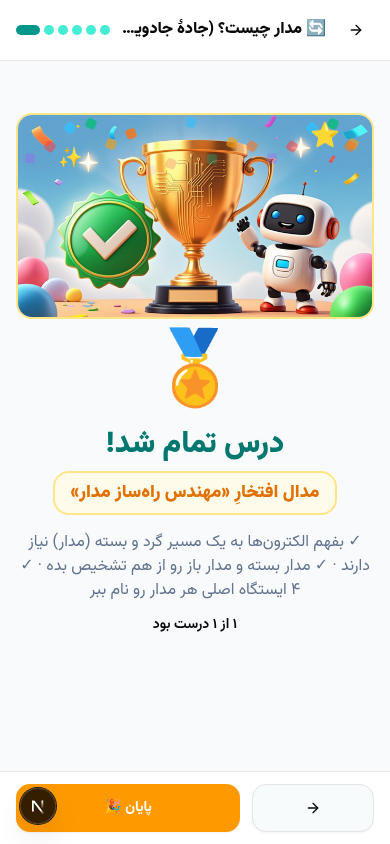 🔄 مدار چیست؟ (جادهٔ جادویـ...
درس تمام شد!
مدال افتخارِ «مهندس راه‌ساز مدار»
✓ بفهم الکترون‌ها به یک مسیر گرد و بسته (مدار) نیاز
دارند · ✓ مدار بسته و مدار باز رو از هم تشخیص بده · ✓
۴ ایستگاه اصلی هر مدار رو نام ببر
۱ از ۱ درست بود
پایان 🎉
N